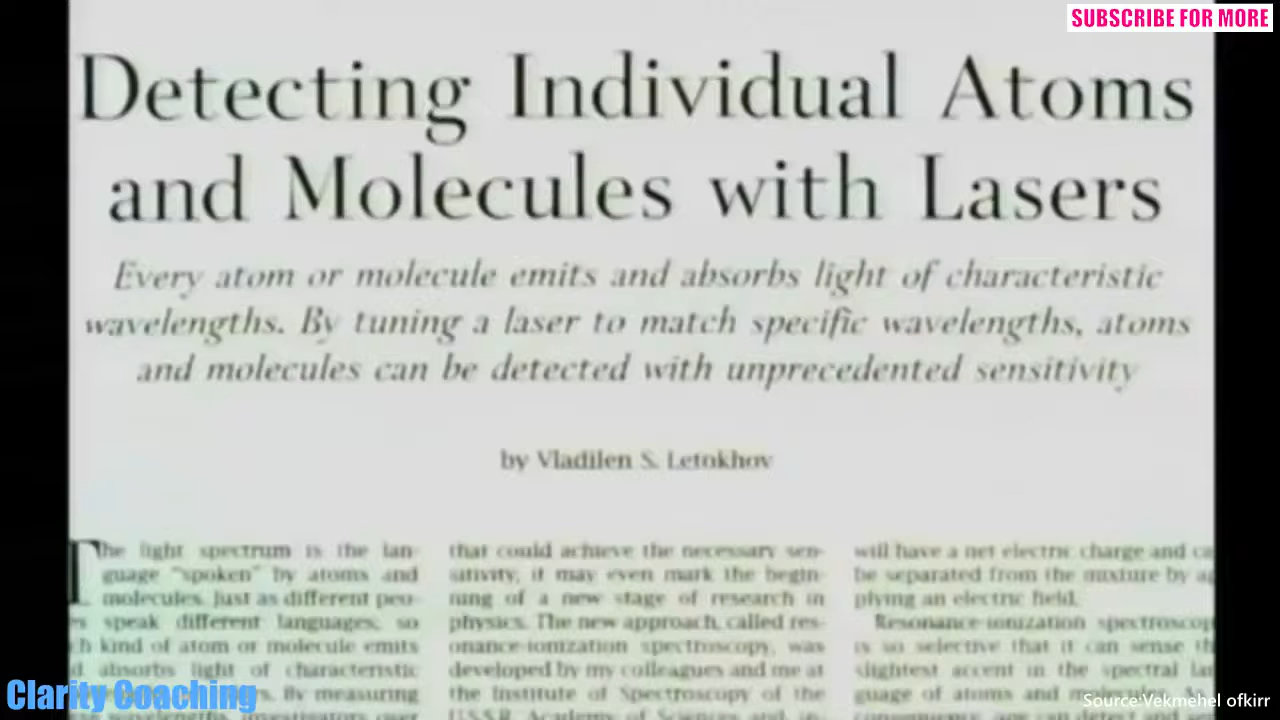 SUBSCRIBE FOR MORE
Detecting Individual Atoms
and Molecules with Lasers
Every atom or molecule emits and absorbs light of characteristic
wavelengths. By tuning a laser to match specific wavelengths, atoms
and molecules can be detected with unprecedented sensitivity
by Vladilen S. Letokhov
The light spectrum is the lan-
guage "spoken" by atoms and
molecules. Just as different peo-
speak different languages, so
kind of atom or molecule emits
absorbs light of characteristic
By measuring
that could achieve the necessary sen-
sitivity, it may even mark the begin-
ning of a new stage of research in
physics. The new approach, called res-
onance-ionization spectroscopy, was
developed by my colleagues and me at
the Institute of Spectroscopy of the
U.S.S.R. Academy of Sciences
will have a net electric charge and
be separated from the mixture by
plying an electric field.
Resonance-ionization
is so selective that it can sense
slightest accent in the spectral
guage of atoms and
Clarity Coaching
Source:Vekmehel ofkirr